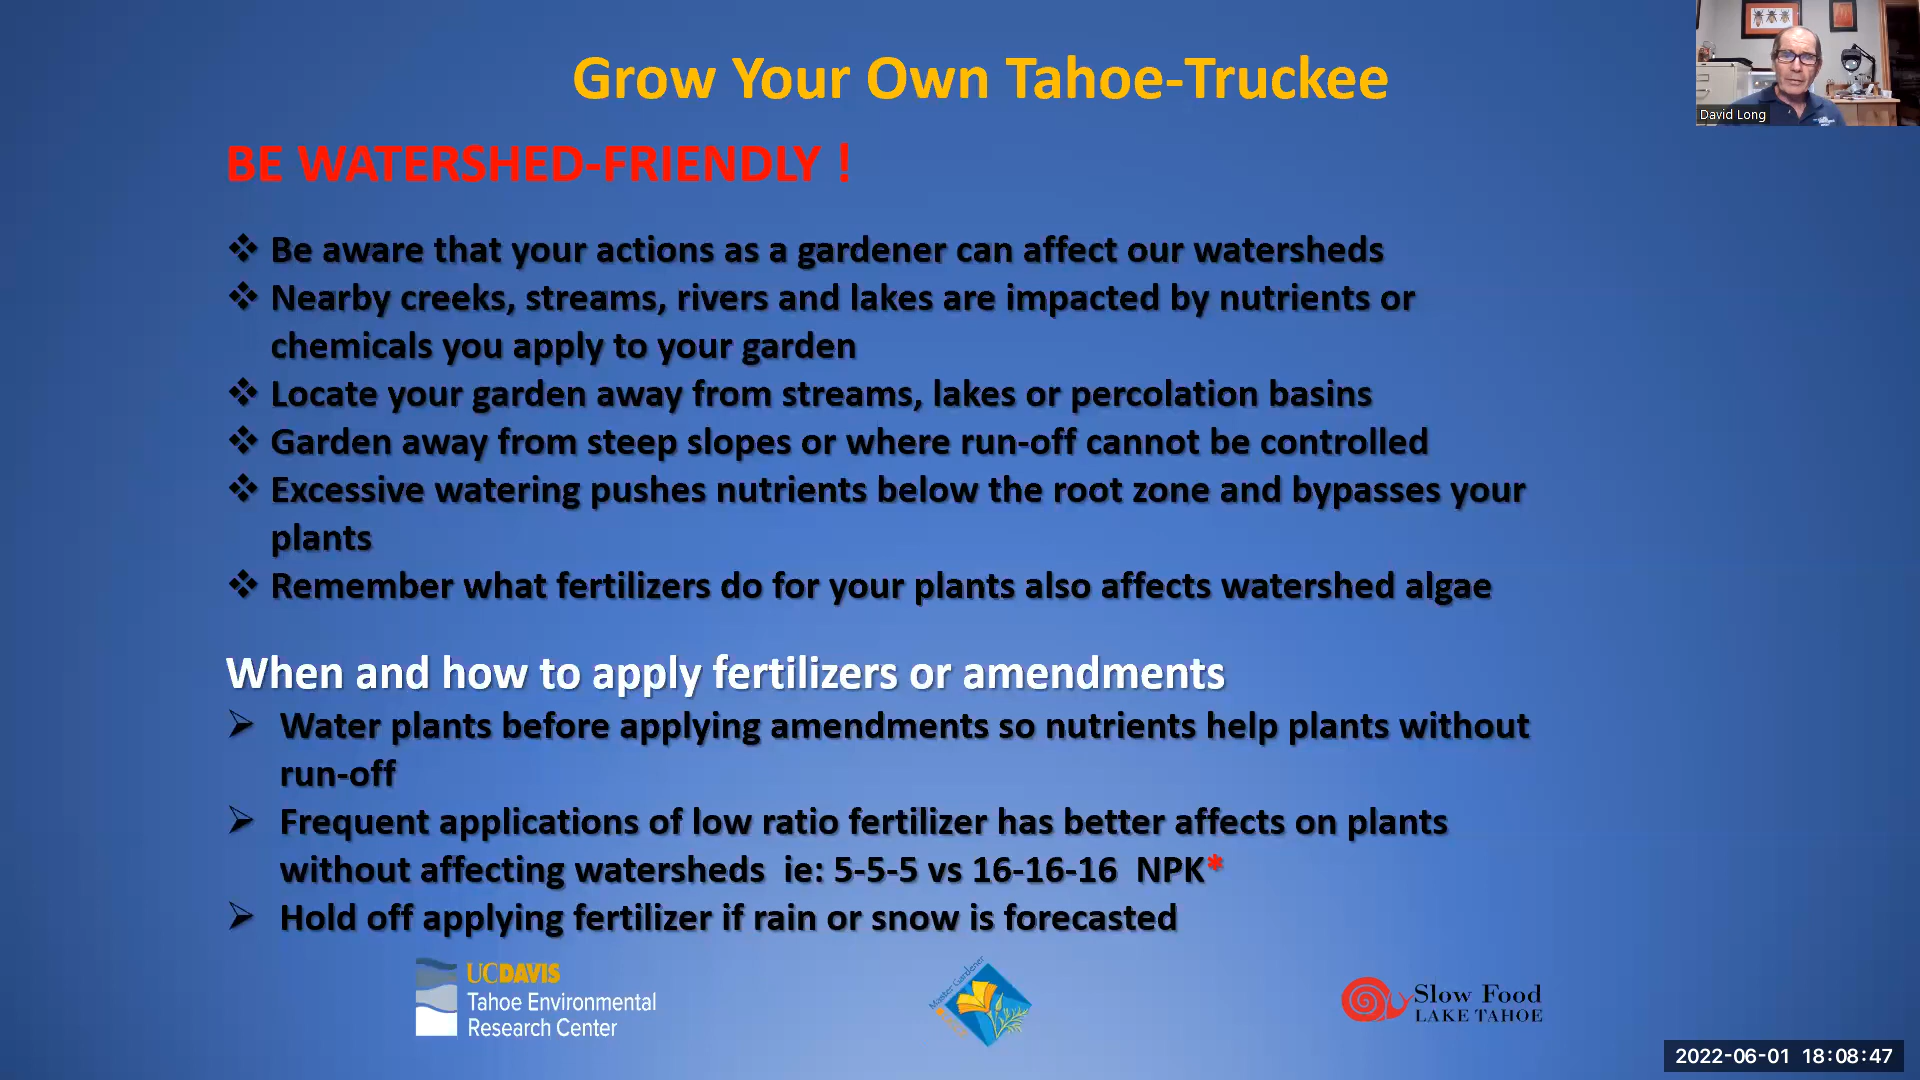 Grow Your Own Tahoe-Truckee
David Long
BE WATERSHED-FRIENDLY !
❖ Be aware that your actions as a gardener can affect our watersheds
❖ Nearby creeks, streams, rivers and lakes are impacted by nutrients or
chemicals you apply to your garden
❖ Locate your garden away from streams, lakes or percolation basins
❖ Garden away from steep slopes or where run-off cannot be controlled
❖ Excessive watering pushes nutrients below the root zone and bypasses your
plants
❖ Remember what fertilizers do for your plants also affects watershed algae
When and how to apply fertilizers or amendments
➢ Water plants before applying amendments so nutrients help plants without
run-off
➢ Frequent applications of low ratio fertilizer has better affects on plants
without affecting watersheds ie: 5-5-5 vs 16-16-16 NPK*
➢ Hold off applying fertilizer if rain or snow is forecasted
UCDAVIS
Tahoe Environmental
Research Center
Master Gardener
Slow Food
LAKE TAHOE
2022-06-01 18:08:47